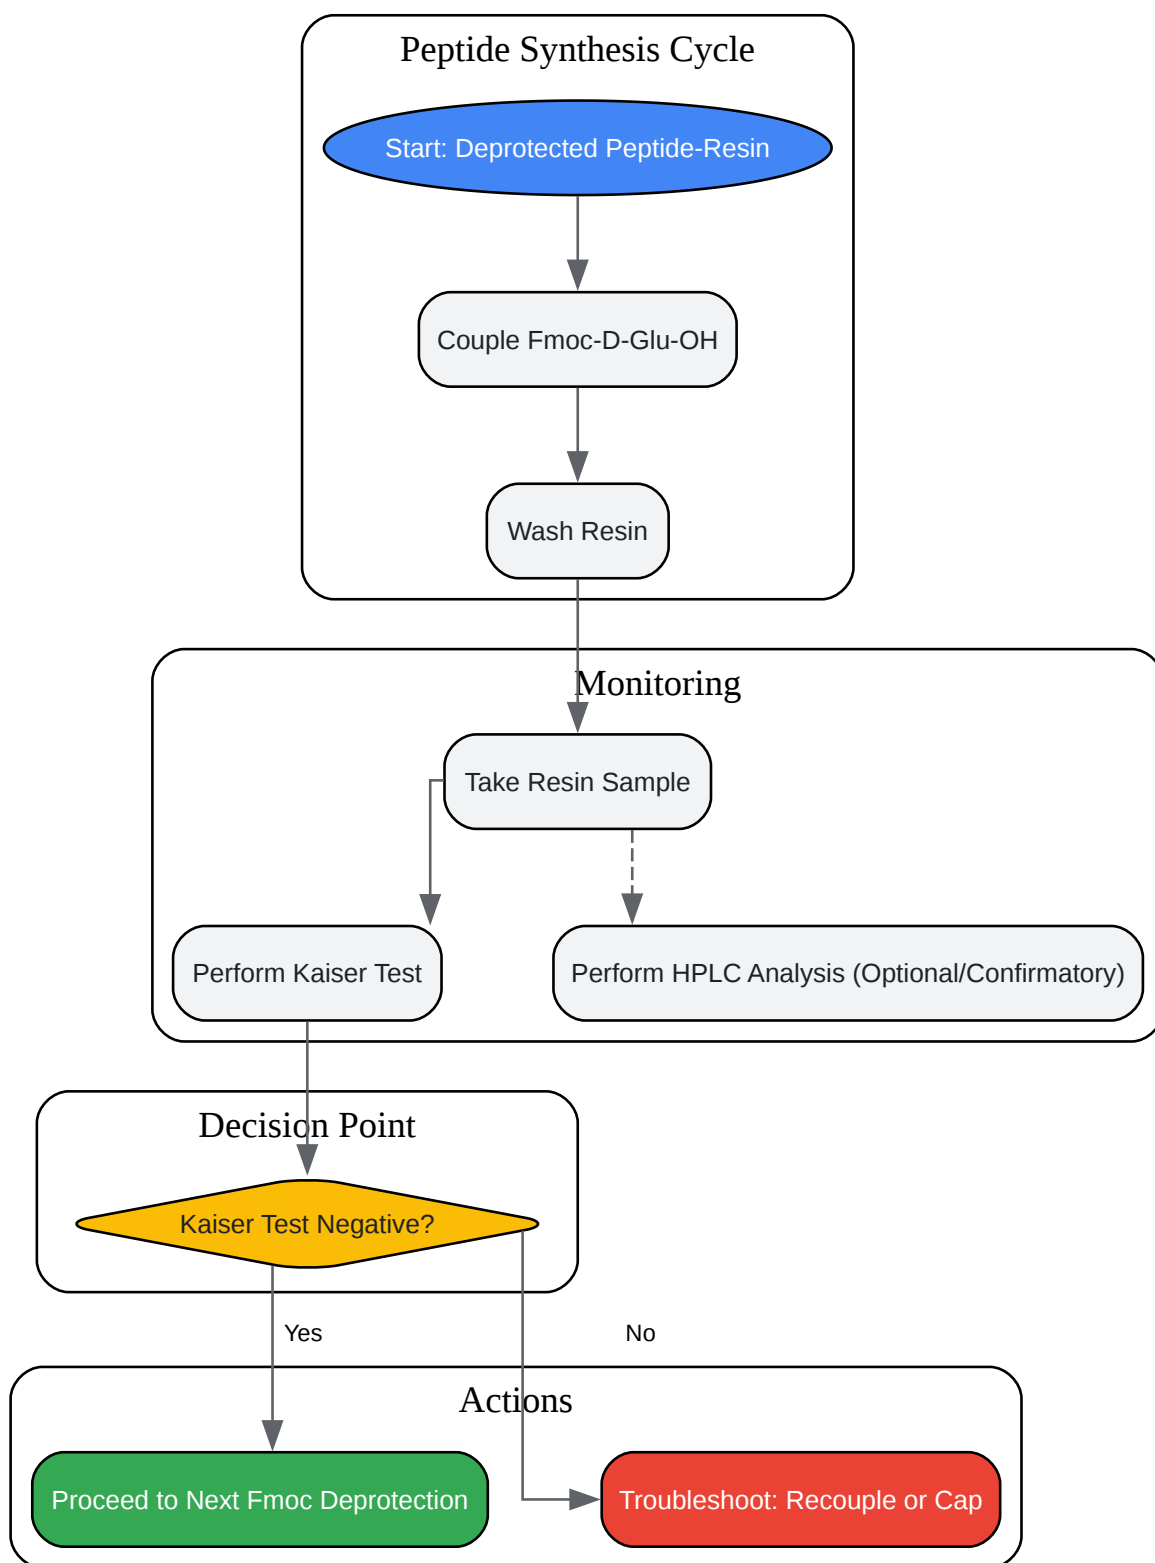 Peptide Synthesis Cycle
Start: Deprotected Peptide-Resin
Couple Fmoc-D-Glu-OH
Wash Resin
Monitoring
Take Resin Sample
Perform Kaiser Test
Perform HPLC Analysis (Optional/Confirmatory)
Decision Point
Kaiser Test Negative?
Yes
No
Actions
Proceed to Next Fmoc Deprotection
Troubleshoot: Recouple or Cap